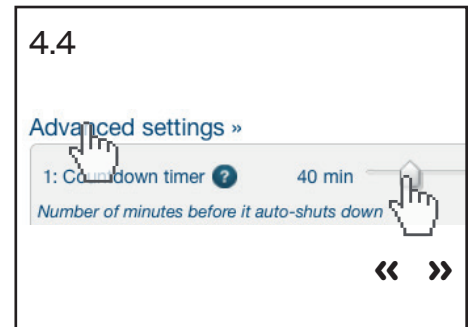 4.4
Advanced settings »
1: Countdown timer ? 40 min
Number of minutes before it auto-shuts down
« »